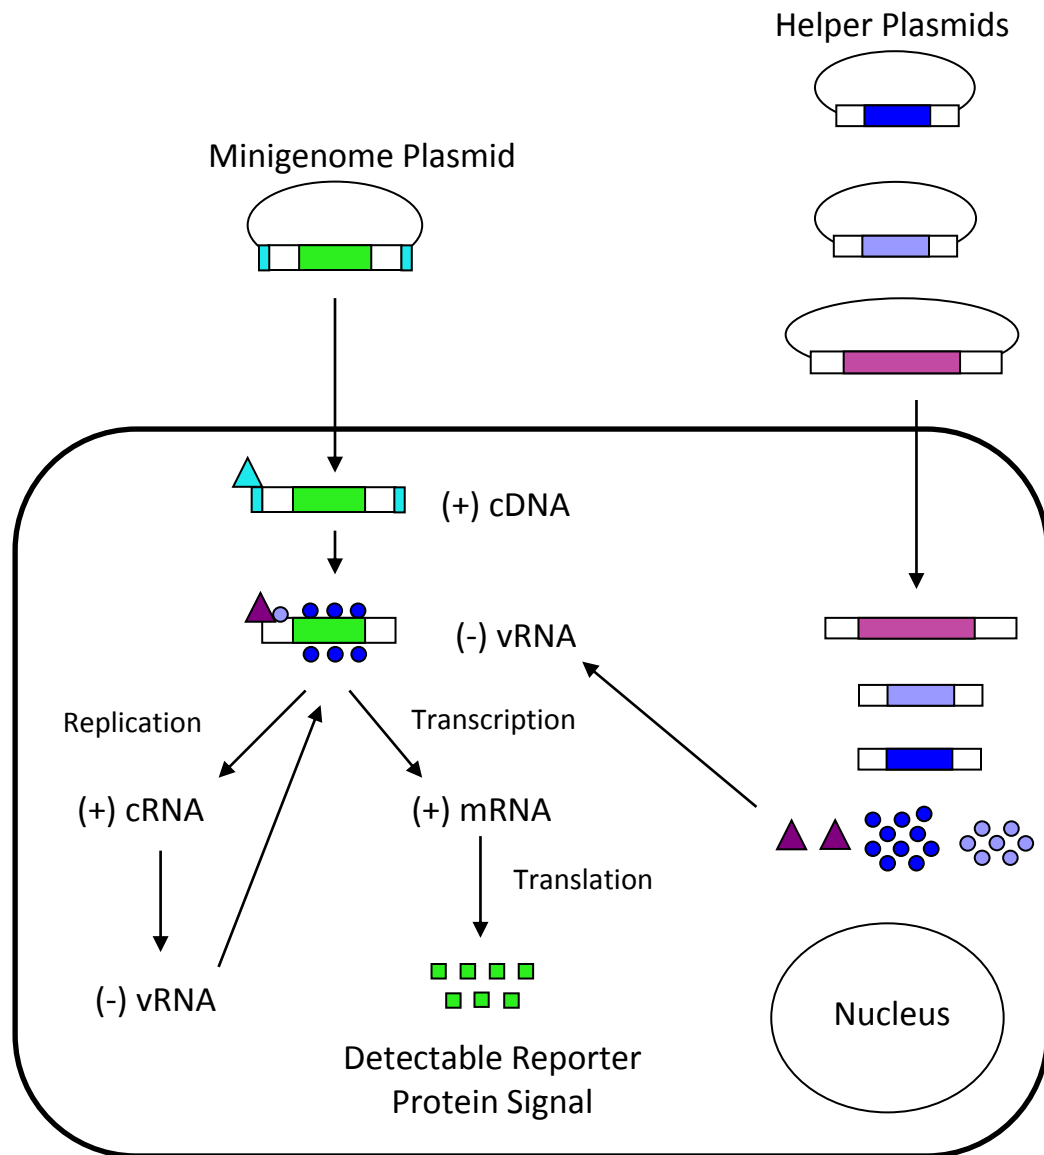 Helper Plasmids
Minigenome Plasmid
(+) cDNA
(-) vRNA
Replication
Transcription
(+) cRNA
(+) mRNA
Translation
(-) vRNA
Nucleus
Detectable Reporter
Protein Signal